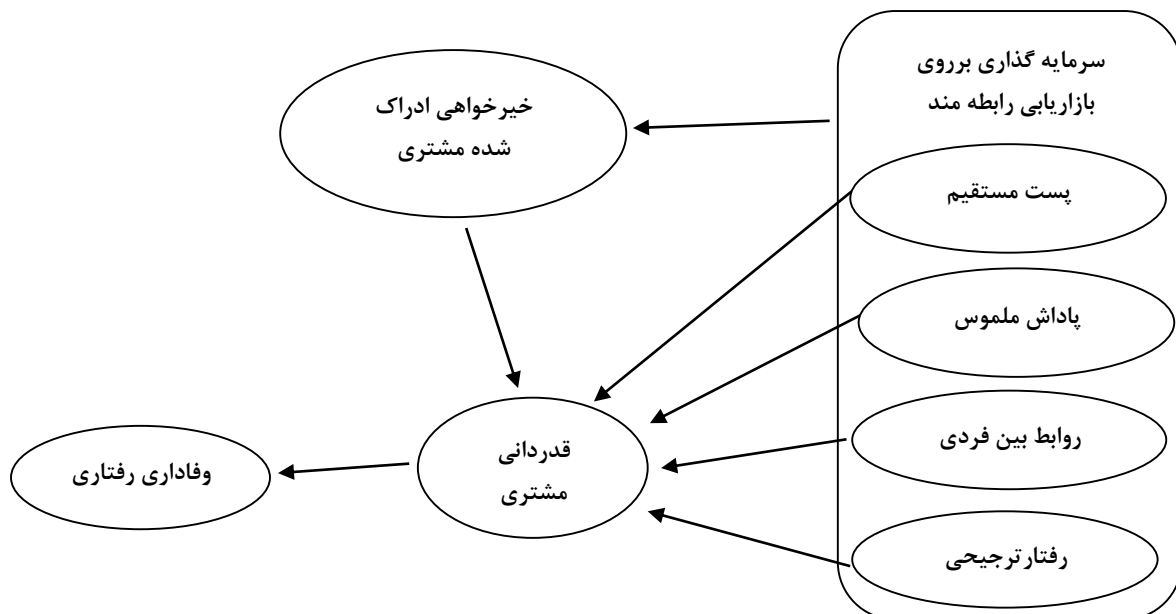 سرمایه گذاری برروی
بازاریابی رابطه مند
خیرخواهی ادراک
شده مشتری
پست مستقیم
پاداش ملموس
روابط بین فردی
قدردانی
مشتری
وفاداری رفتاری
رفتارترجیحی